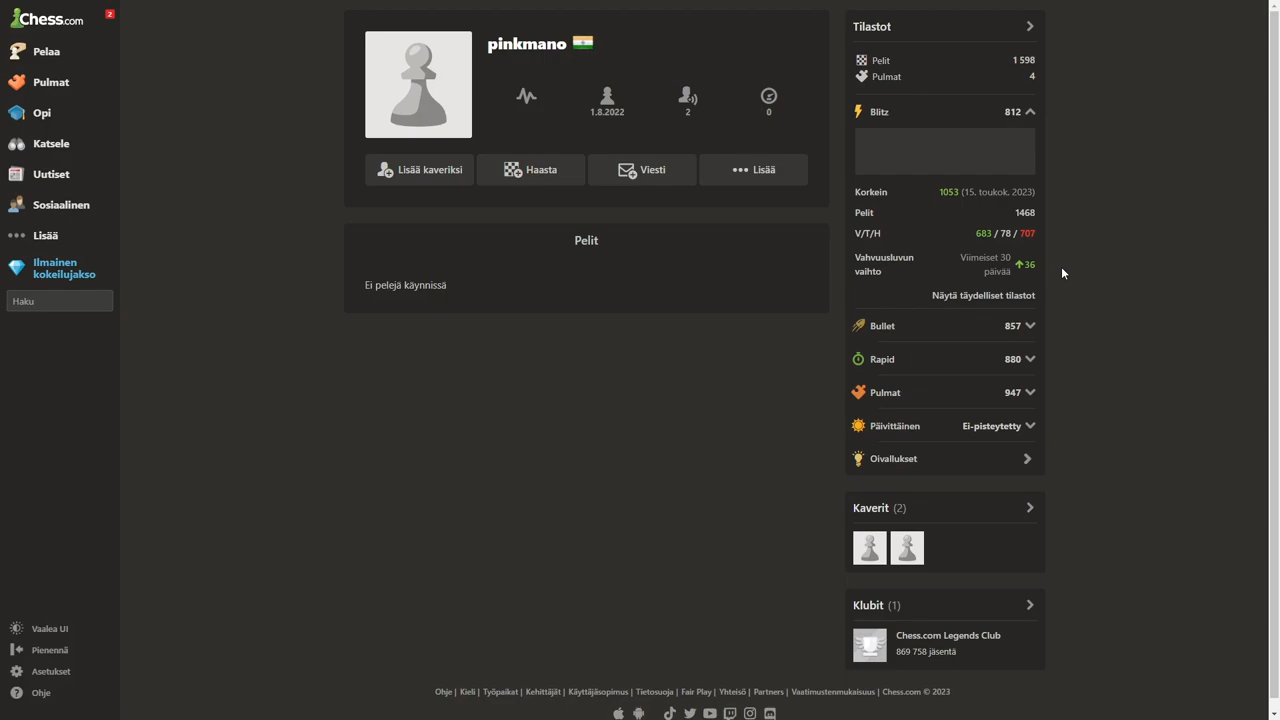 Chess.com
2
Pelaa
Pulmat
Opi
Katsele
Uutiset
Sosiaalinen
Lisää
Ilmainen
kokeilujakso
Haku
Vaalea UI
Pienennä
Asetukset
Ohje
pinkmano
1.8.2022
2
0
Lisää kaveriksi
Haasta
Viesti
Lisää
Pelit
Ei pelejä käynnissä
Tilastot
Pelit 1 598
Pulmat 4
Blitz 812
Korkein 1053 (15. toukok. 2023)
Pelit 1468
V/T/H 683 / 78 / 707
Vahvuusluvun
vaihto
Viimeiset 30
päivää
36
Näytä täydelliset tilastot
Bullet 857
Rapid 880
Pulmat 947
Päivittäinen Ei-pisteytetty
Oivallukset
Kaverit (2)
Klubit (1)
Chess.com Legends Club
869 758 jäsentä
Ohje | Kieli | Työpaikat | Kehittäjät | Käyttäjäsopimus | Tietosuoja | Fair Play | Yhteisö | Partners | Vaatimustenmukaisuus | Chess.com © 2023